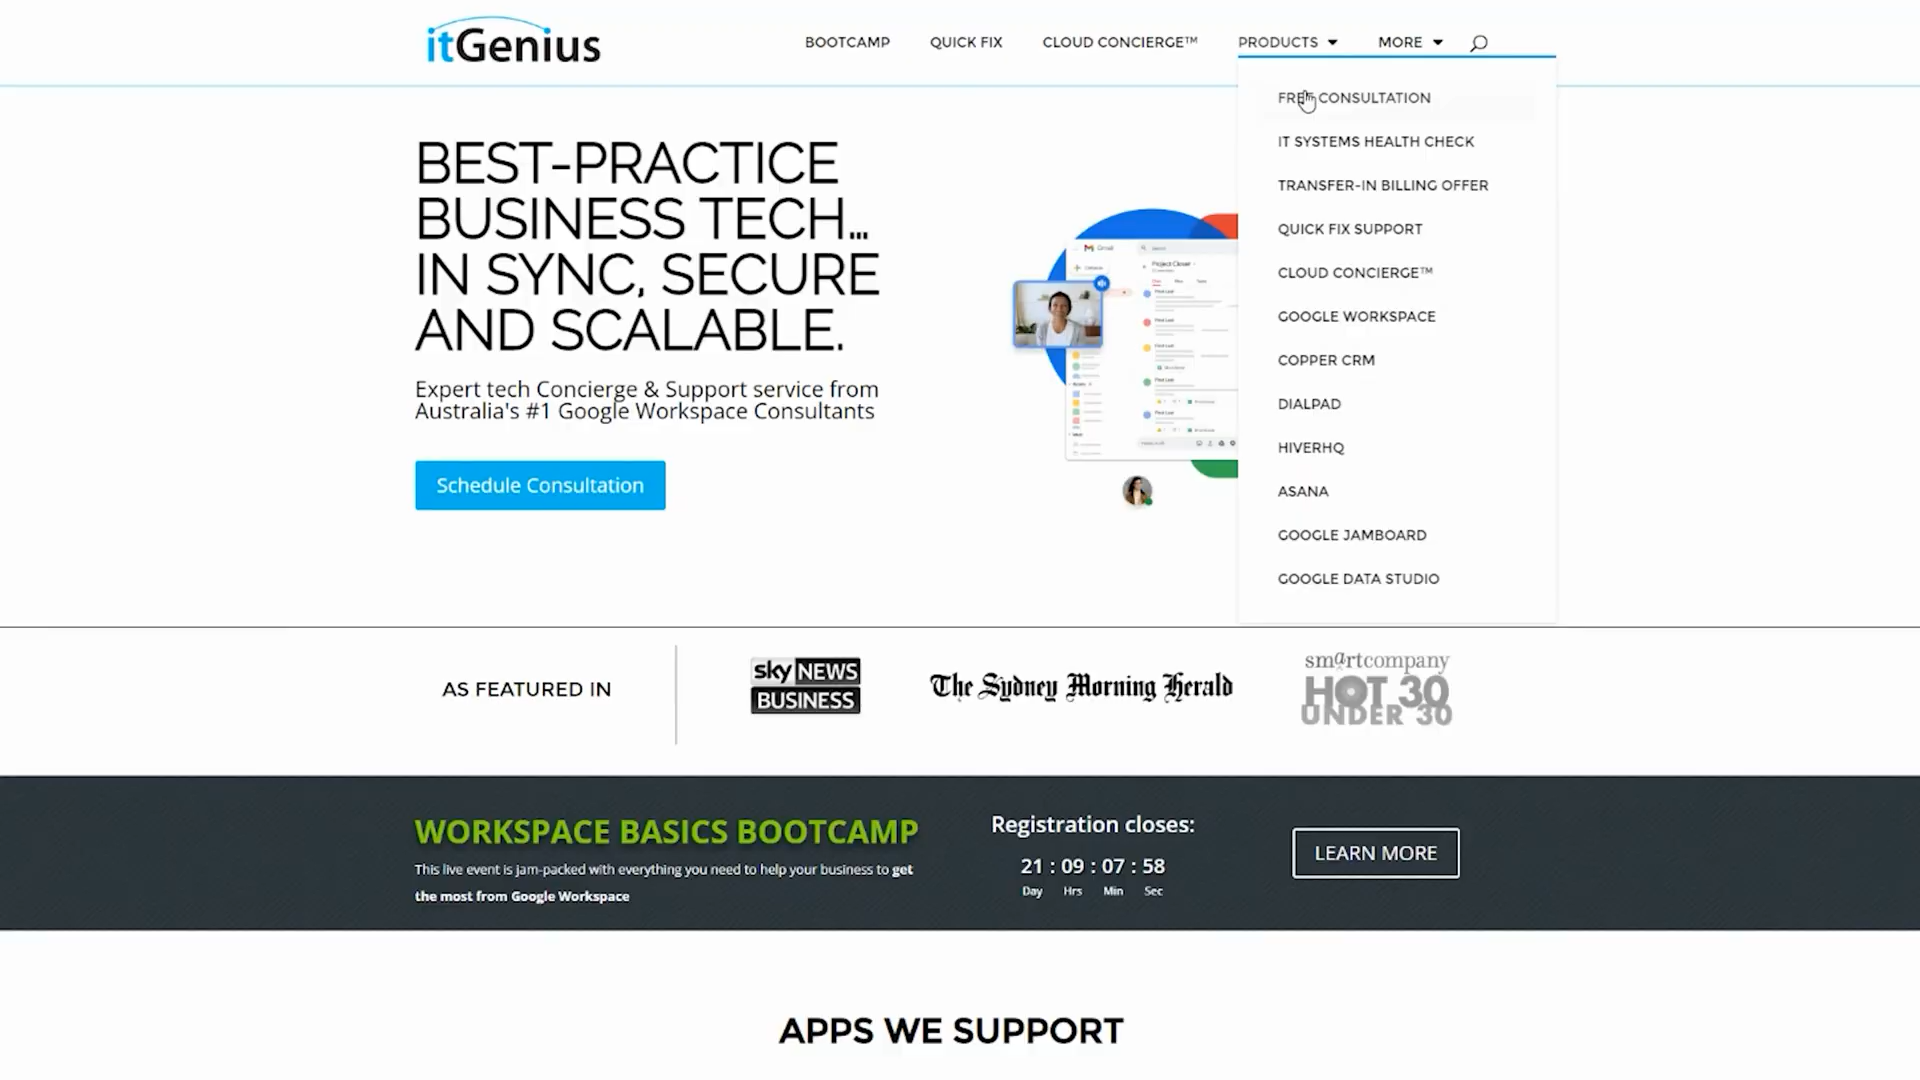 itGenius
BOOTCAMP
QUICK FIX
CLOUD CONCIERGE™
PRODUCTS
MORE
FREE CONSULTATION
IT SYSTEMS HEALTH CHECK
TRANSFER-IN BILLING OFFER
QUICK FIX SUPPORT
CLOUD CONCIERGE™
GOOGLE WORKSPACE
COPPER CRM
DIALPAD
HIVERHQ
ASANA
GOOGLE JAMBOARD
GOOGLE DATA STUDIO
BEST-PRACTICE
BUSINESS TECH...
IN SYNC, SECURE
AND SCALABLE.
Expert tech Concierge & Support service from
Australia's #1 Google Workspace Consultants
Schedule Consultation
Gmail
Project Clover
AS FEATURED IN
sky NEWS
BUSINESS
The Sydney Morning Herald
smartcompany
HOT 30
UNDER 30
WORKSPACE BASICS BOOTCAMP
This live event is jam-packed with everything you need to help your business to get
the most from Google Workspace
Registration closes:
21 : 09 : 07 : 58
Day Hrs Min Sec
LEARN MORE
APPS WE SUPPORT